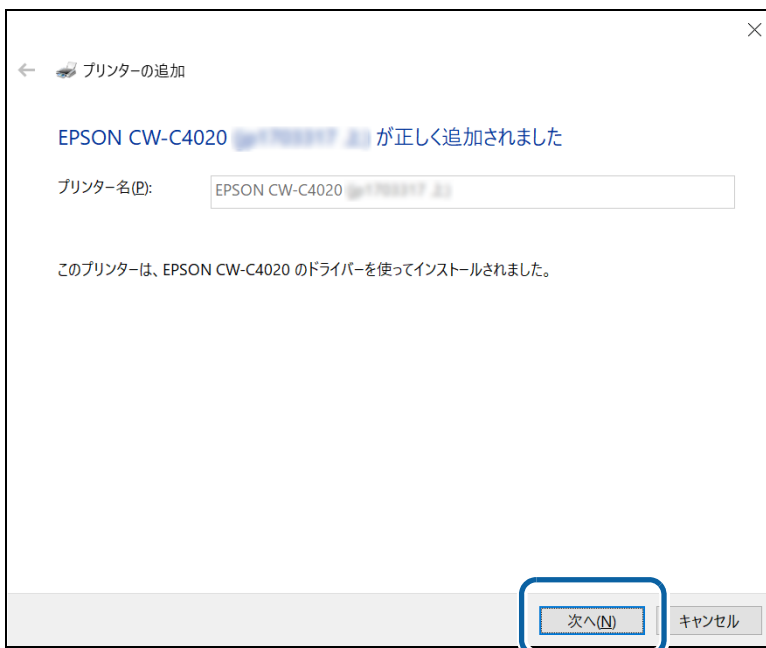 プリンターの追加
EPSON CW-C4020 が正しく追加されました
プリンター名(P): EPSON CW-C4020
このプリンターは、EPSON CW-C4020 のドライバーを使ってインストールされました。
次へ(N) キャンセル